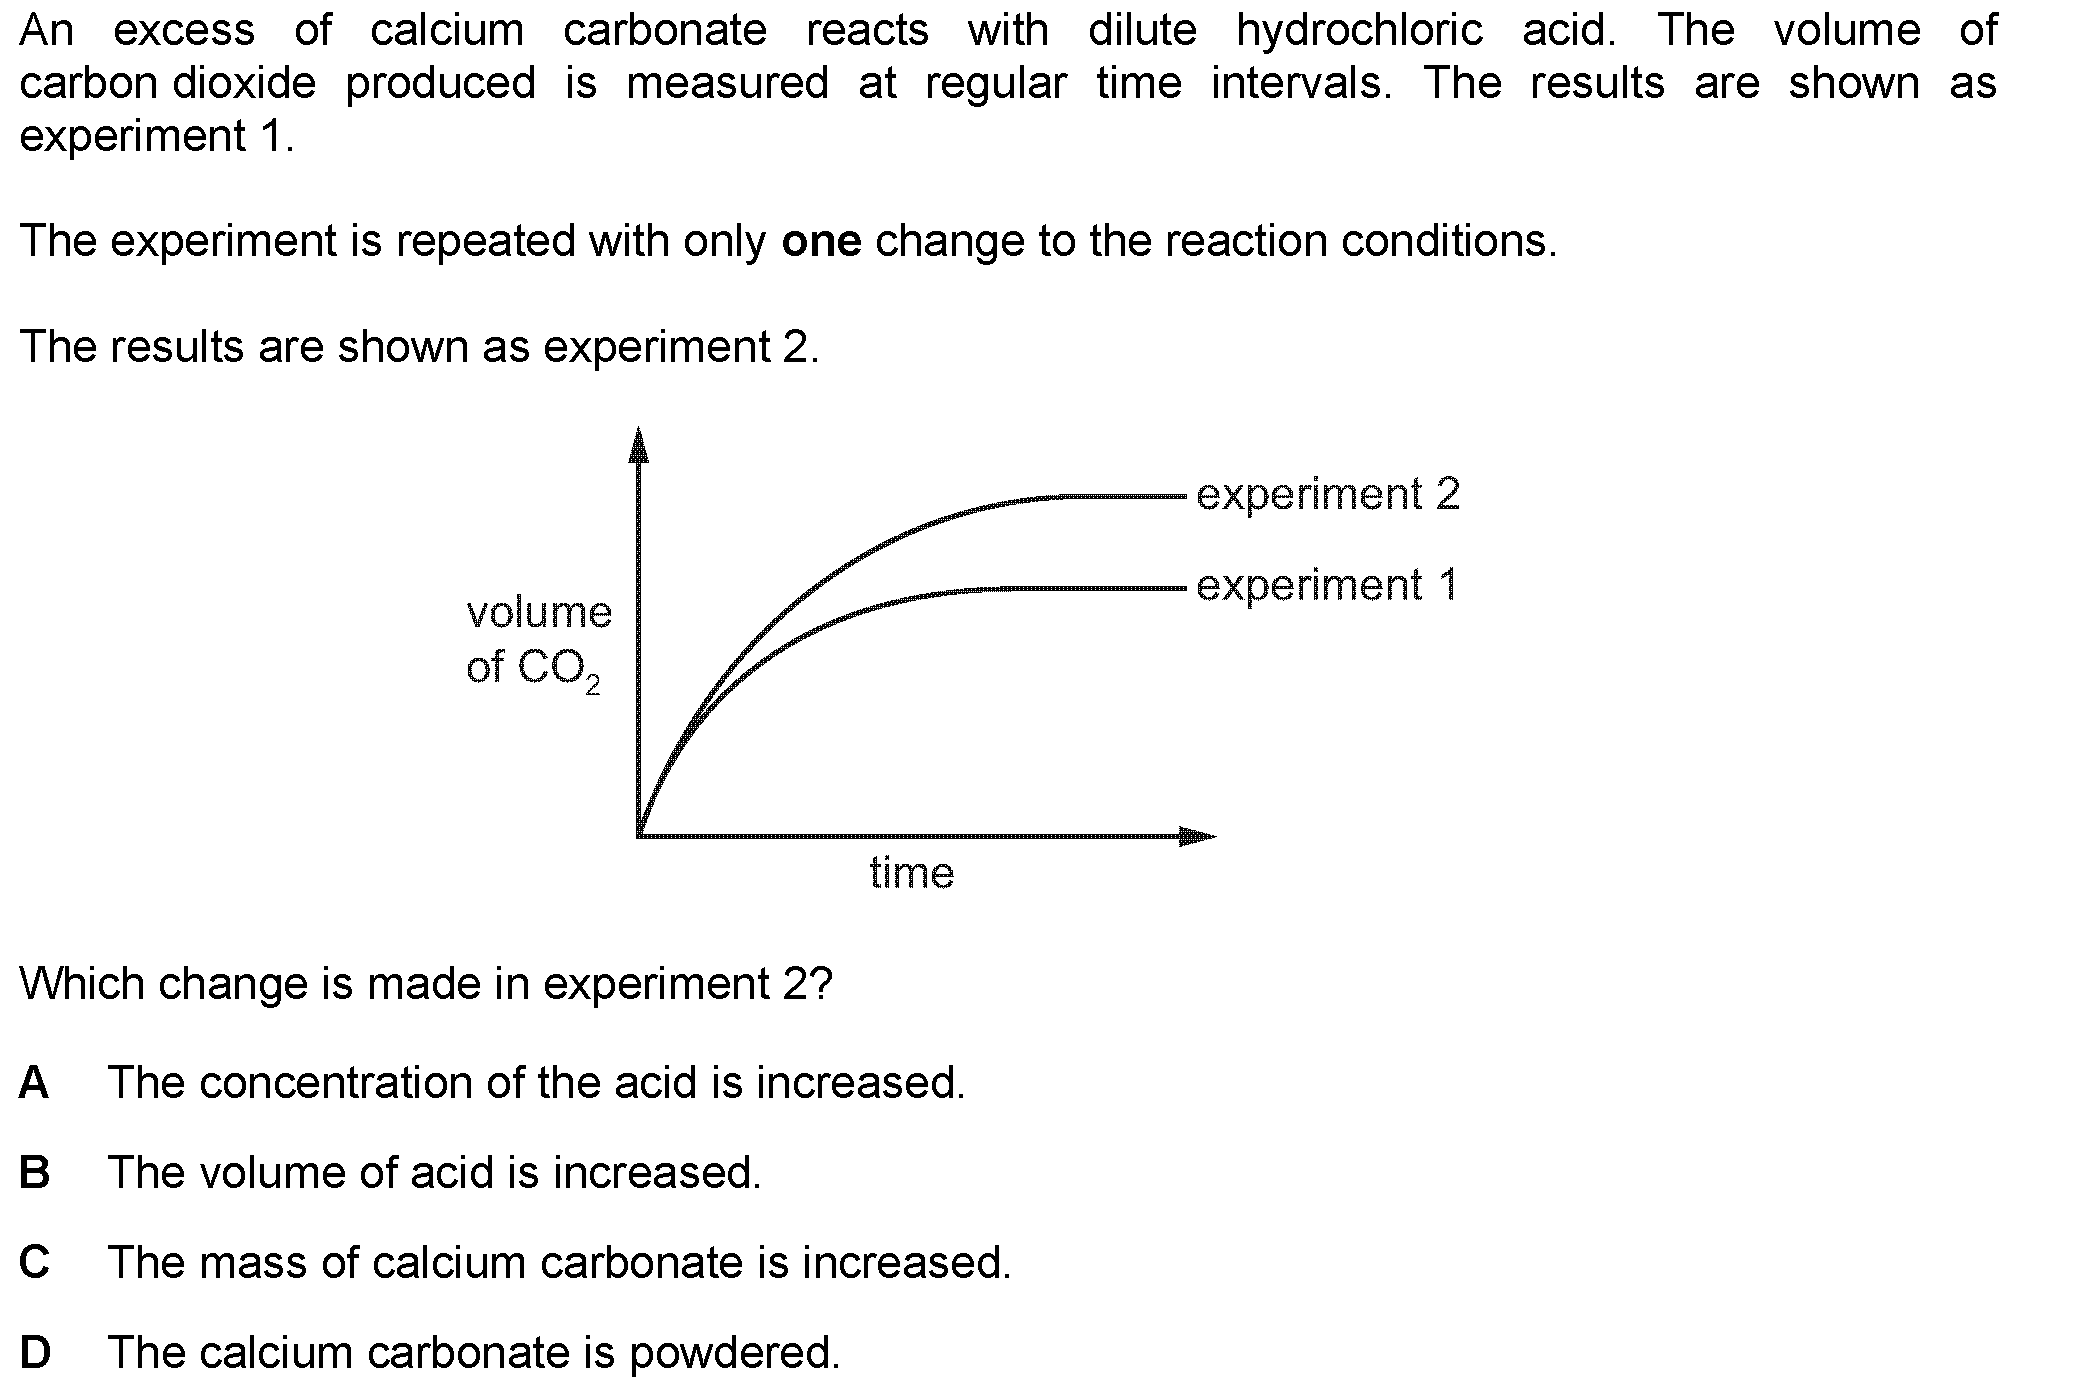 An excess of calcium carbonate reacts with dilute hydrochloric acid. The volume of
carbon dioxide produced is measured at regular time intervals. The results are shown as
experiment 1.
The experiment is repeated with only one change to the reaction conditions.
The results are shown as experiment 2.
experiment 2
experiment 1
volume
of CO₂
time
Which change is made in experiment 2?
A The concentration of the acid is increased.
B The volume of acid is increased.
C The mass of calcium carbonate is increased.
D The calcium carbonate is powdered.